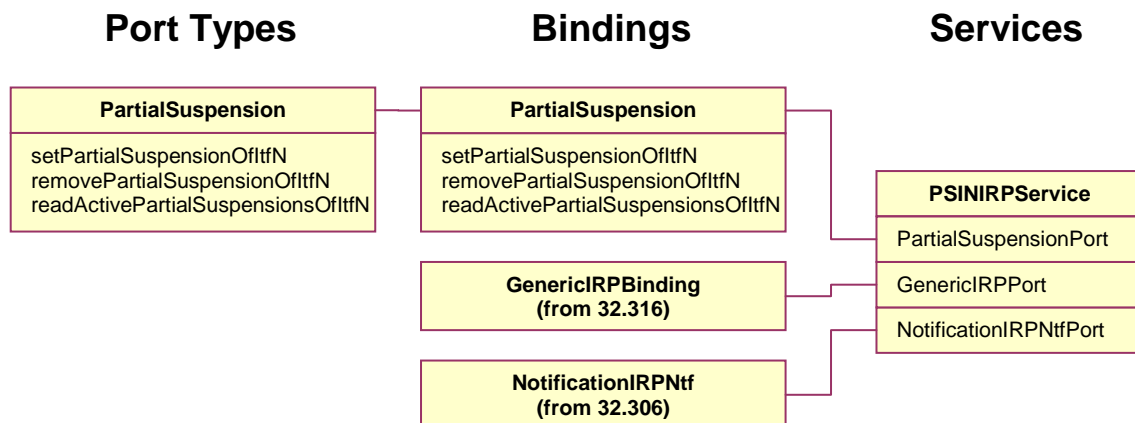 Port Types
Bindings
Services
PartialSuspension
setPartialSuspensionOfItfN
removePartialSuspensionOfItfN
readActivePartialSuspensionsOfItfN
PartialSuspension
setPartialSuspensionOfItfN
removePartialSuspensionOfItfN
readActivePartialSuspensionsOfItfN
GenericIRPBinding
(from 32.316)
NotificationIRPNtf
(from 32.306)
PSINIRPService
PartialSuspensionPort
GenericIRPPort
NotificationIRPNtfPort